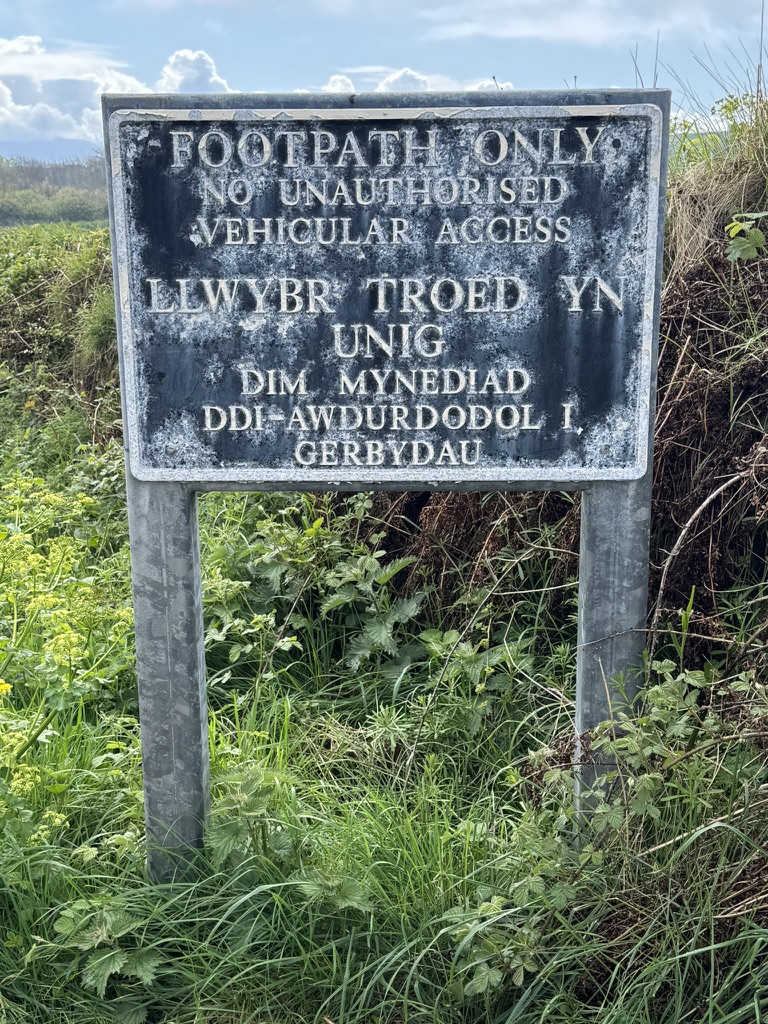 FOOTPATH ONLY
NO UNAUTHORISED
VEHICULAR ACCESS
LLWYBR TROED YN
UNIG
DIM MYNEDIAD
DDI-AWDURDODOL I
GERBYDAU